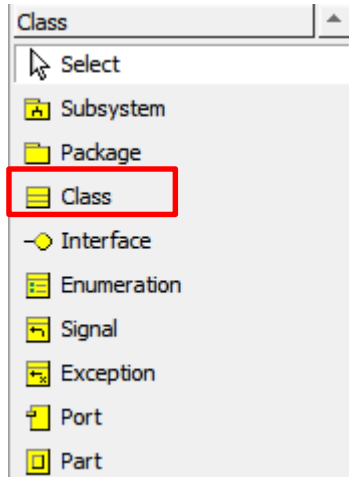 Class
Select
Subsystem
Package
Class
Interface
Enumeration
Signal
Exception
Port
Part